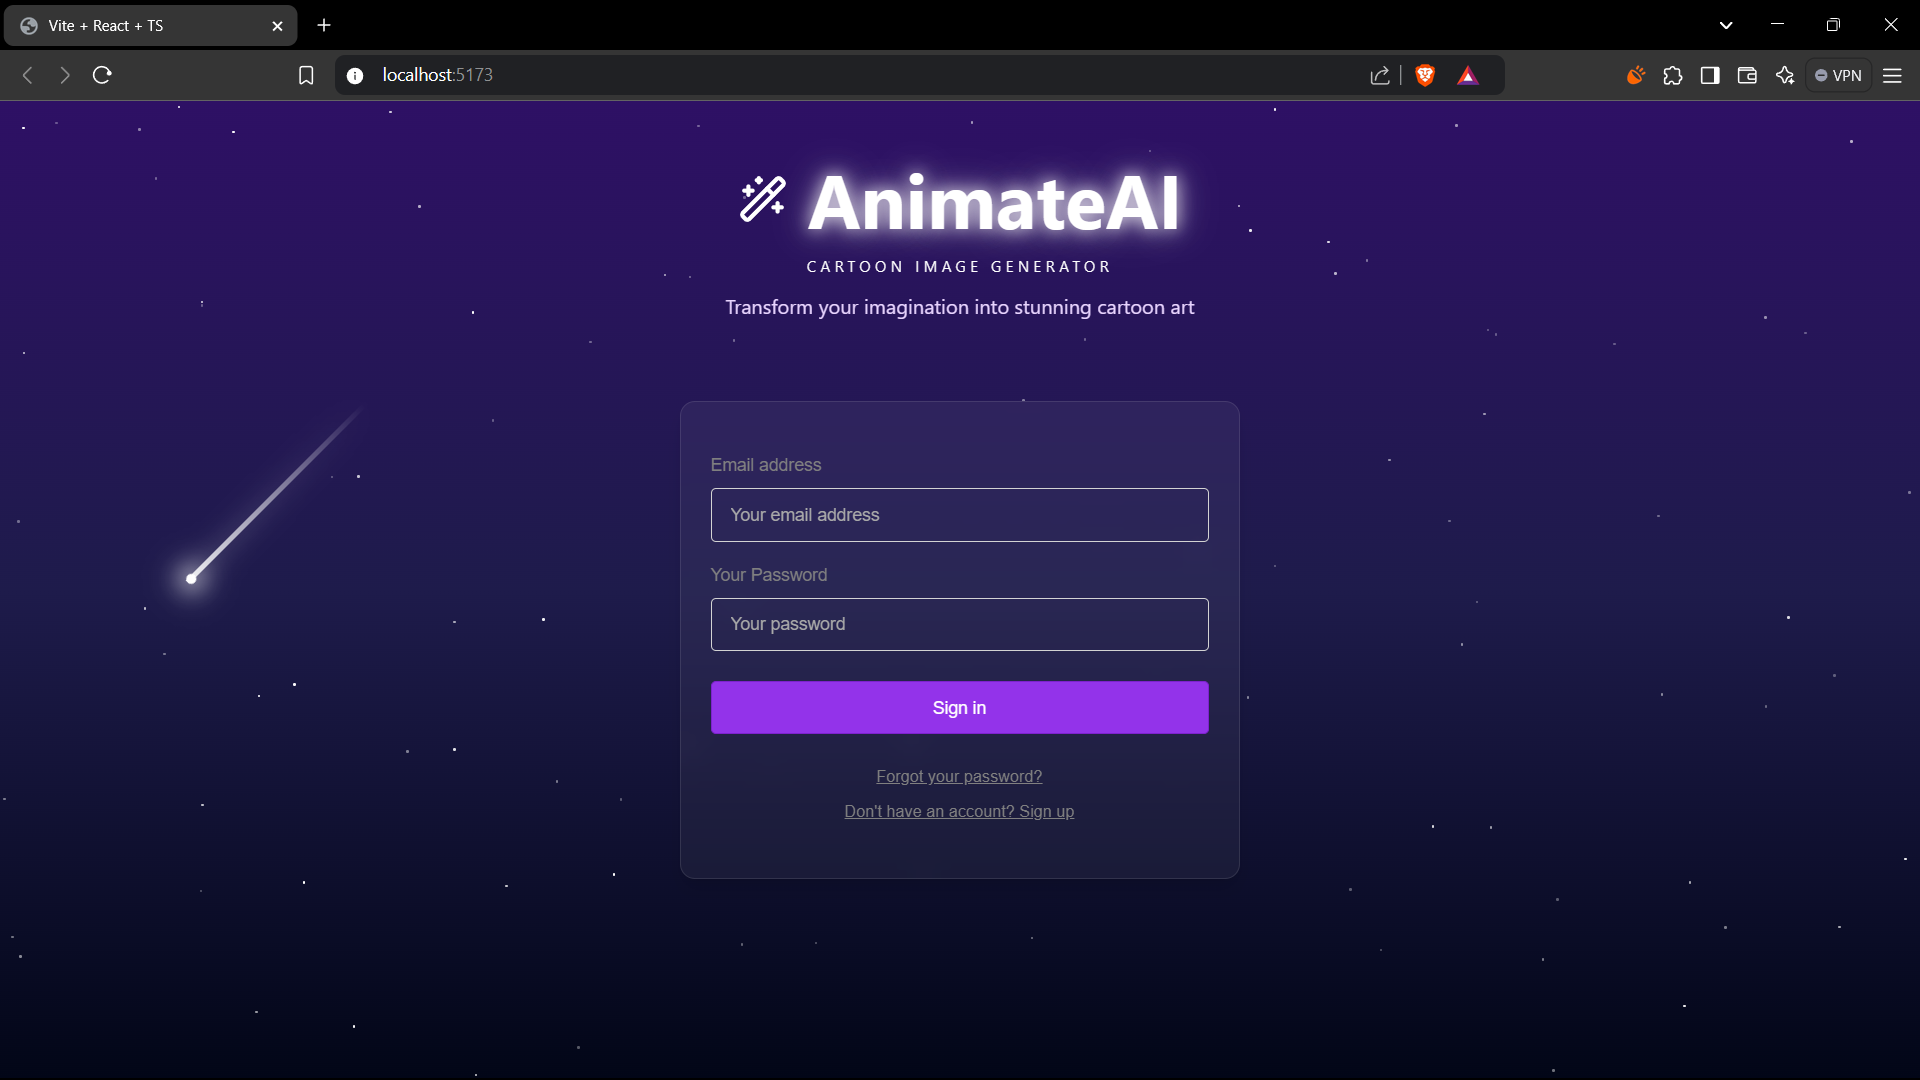 Vite + React + TS
localhost:5173
VPN
AnimateAI
CARTOON IMAGE GENERATOR
Transform your imagination into stunning cartoon art
Email address
Your email address
Your Password
Your password
Sign in
Forgot your password?
Don't have an account? Sign up